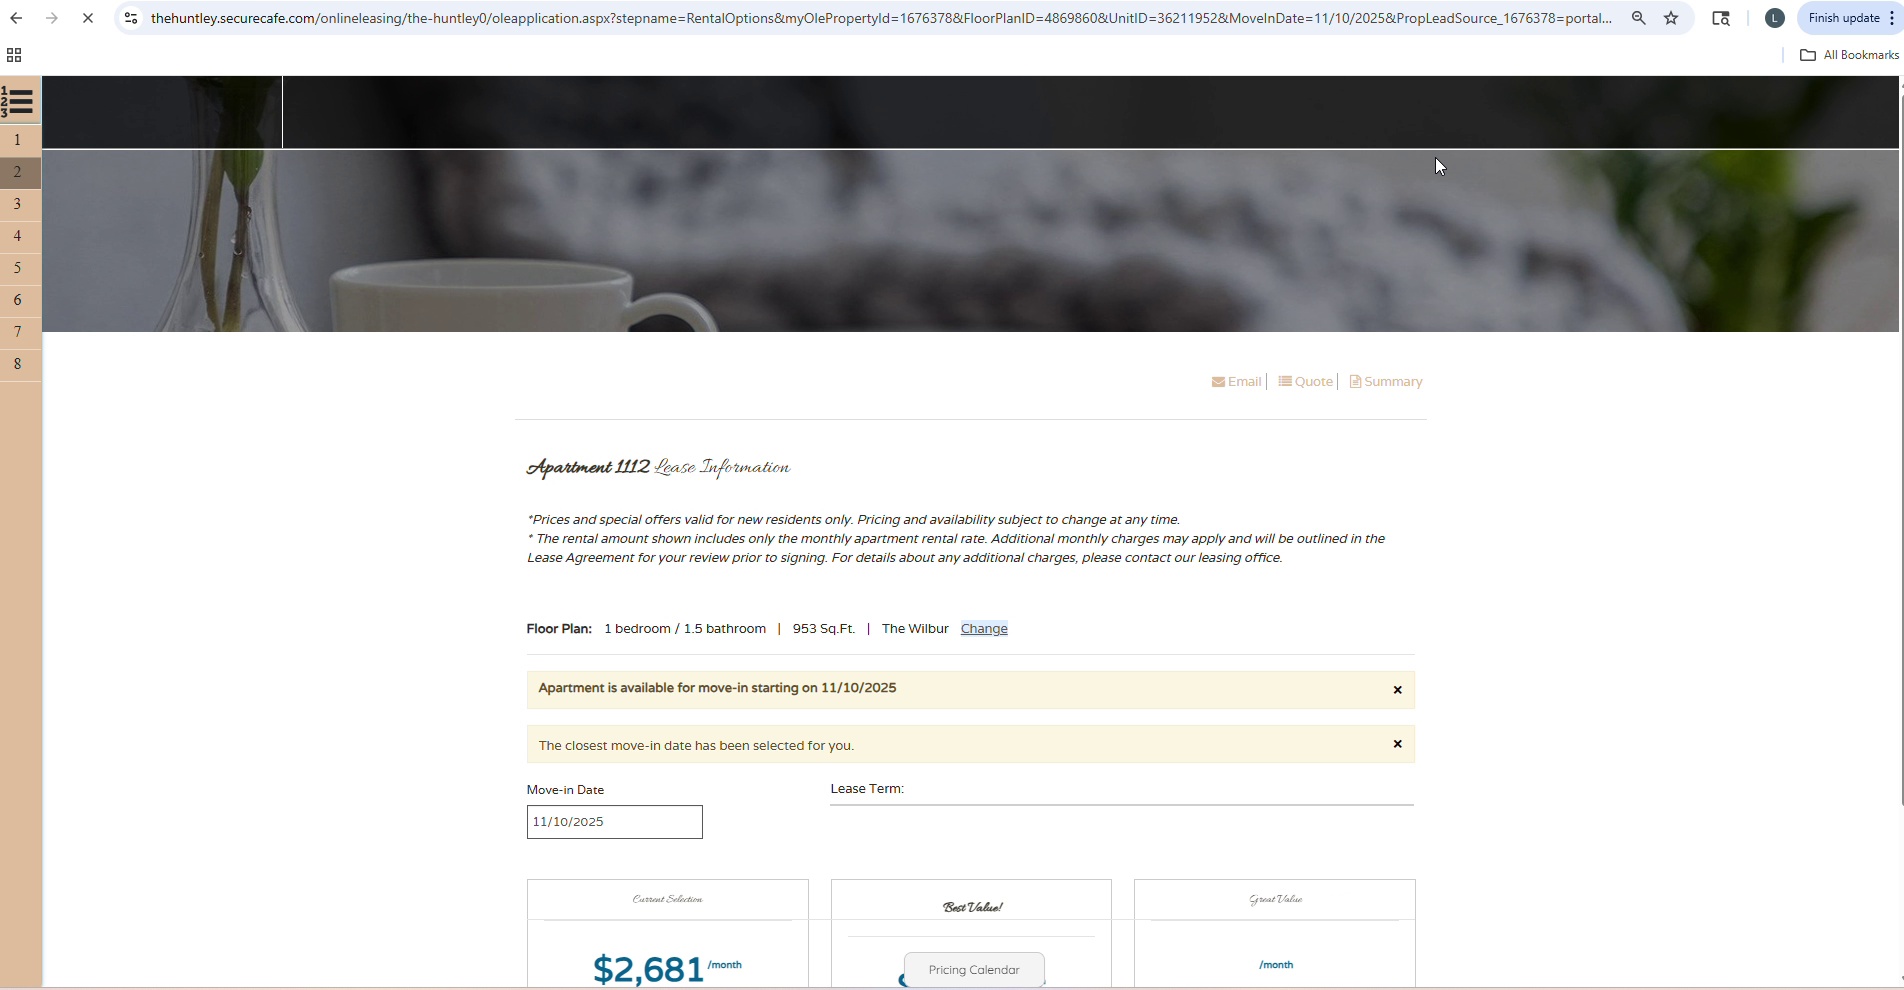 thehuntley.securecafe.com/onlineleasing/the-huntley0/oleapplication.aspx?stepname=RentalOptions&myOlePropertyId=1676378&FloorPlanID=4869860&UnitID=36211952&MoveInDate=11/10/2025&PropLeadSource_1676378=portal...
L
Finish update
All Bookmarks
1
2
3
1
2
3
4
5
6
7
8
Email | Quote | Summary
Apartment 1112 Lease Information
*Prices and special offers valid for new residents only. Pricing and availability subject to change at any time.
* The rental amount shown includes only the monthly apartment rental rate. Additional monthly charges may apply and will be outlined in the
Lease Agreement for your review prior to signing. For details about any additional charges, please contact our leasing office.
Floor Plan: 1 bedroom / 1.5 bathroom | 953 Sq.Ft. | The Wilbur Change
Apartment is available for move-in starting on 11/10/2025
The closest move-in date has been selected for you.
Move-in Date
Lease Term:
11/10/2025
Current Selection
Best Value!
Great Value
$2,681 /month
/month
Pricing Calendar